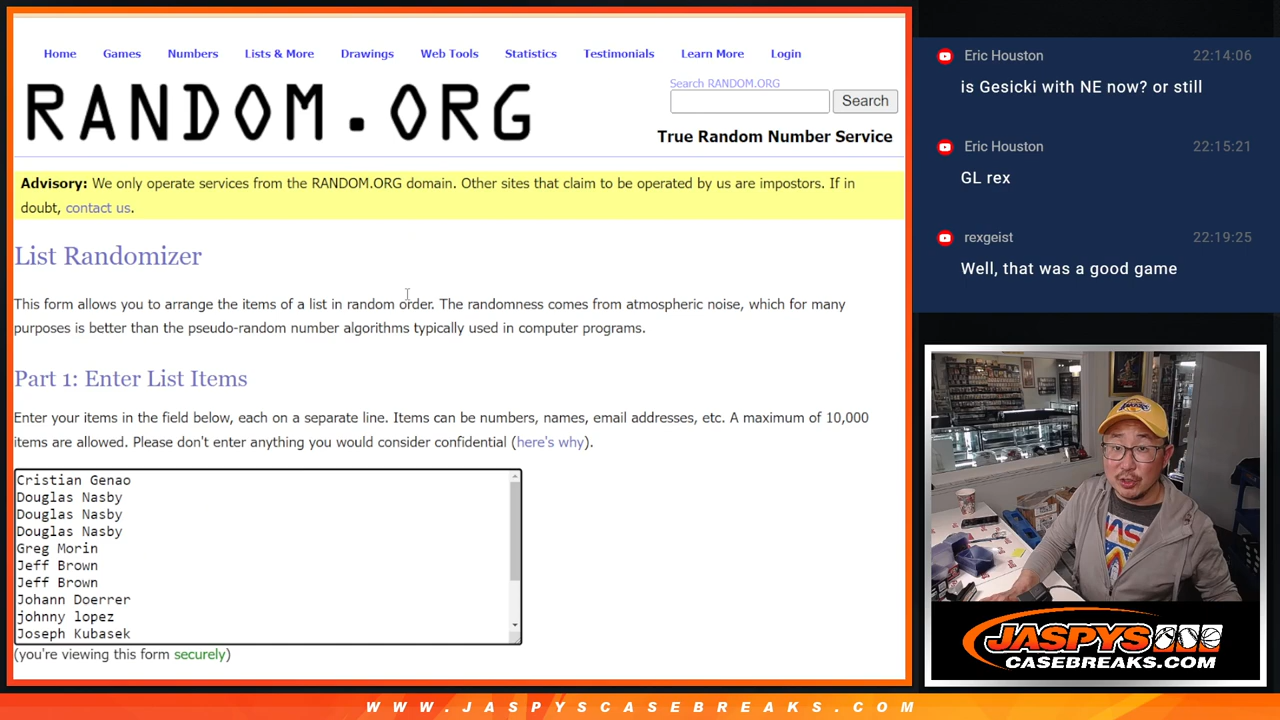 Home Games Numbers Lists & More Drawings Web Tools Statistics Testimonials Learn More Login
RANDOM.ORG
Search RANDOM.ORG
Search
True Random Number Service
Advisory: We only operate services from the RANDOM.ORG domain. Other sites that claim to be operated by us are impostors. If in
doubt, contact us.
List Randomizer
This form allows you to arrange the items of a list in random order. The randomness comes from atmospheric noise, which for many
purposes is better than the pseudo-random number algorithms typically used in computer programs.
Part 1: Enter List Items
Enter your items in the field below, each on a separate line. Items can be numbers, names, email addresses, etc. A maximum of 10,000
items are allowed. Please don't enter anything you would consider confidential (here's why).
Cristian Genao
Douglas Nasby
Douglas Nasby
Douglas Nasby
Greg Morin
Jeff Brown
Jeff Brown
Johann Doerrer
johnny lopez
Joseph Kubasek
(you're viewing this form securely)
Eric Houston 22:14:06
is Gesicki with NE now? or still
Eric Houston 22:15:21
GL rex
rexgeist 22:19:25
Well, that was a good game
JASPYS
CASEBREAKS.COM
WWW.JASPYSCASEBREAKS.COM